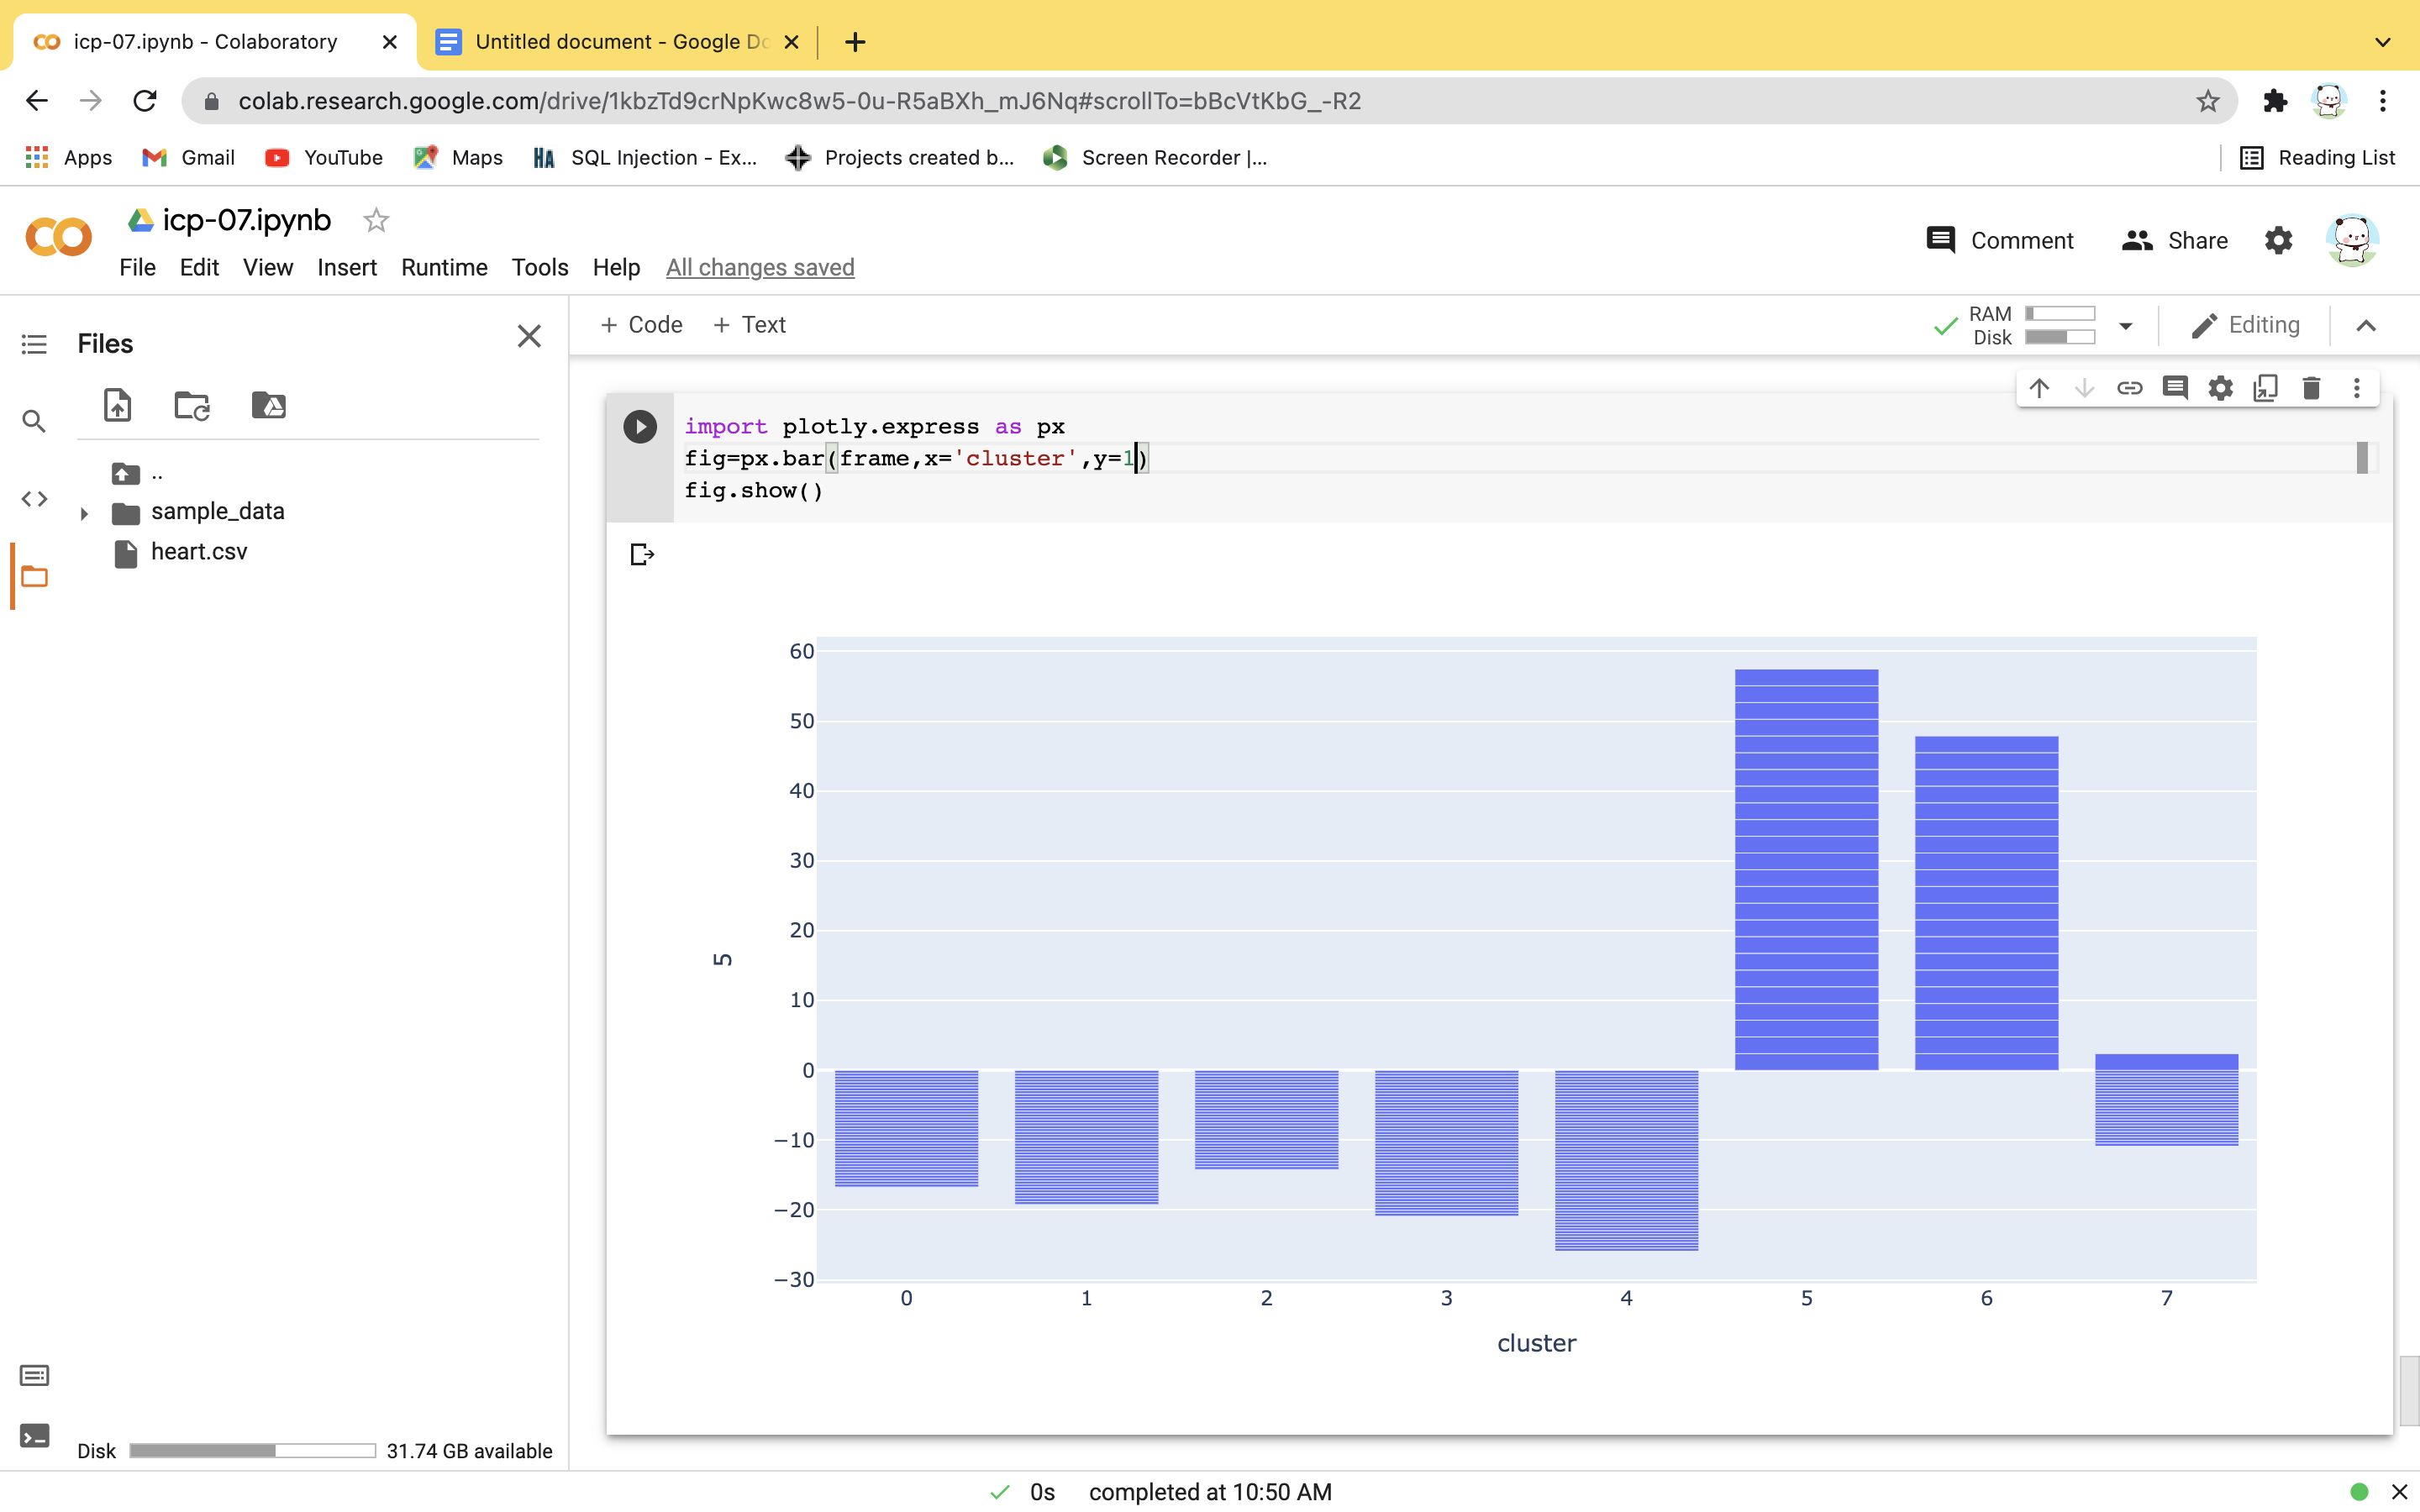 icp-07.ipynb - Colaboratory
Untitled document - Google Do
colab.research.google.com/drive/1kbzTd9crNpKwc8w5-0u-R5aBXh_mJ6Nq#scrollTo=bBcVtKbG_-R2
Apps Gmail YouTube Maps HA SQL Injection - Ex... Projects created b... Screen Recorder |... Reading List
icp-07.ipynb
Comment Share
File Edit View Insert Runtime Tools Help All changes saved
Files
+ Code + Text
RAM
Disk
Editing
..
sample_data
heart.csv
import plotly.express as px
fig=px.bar(frame,x='cluster',y=1)
fig.show()
60
50
40
30
20
10
0
−10
−20
−30
5
0 1 2 3 4 5 6 7
cluster
Disk 31.74 GB available
0s completed at 10:50 AM